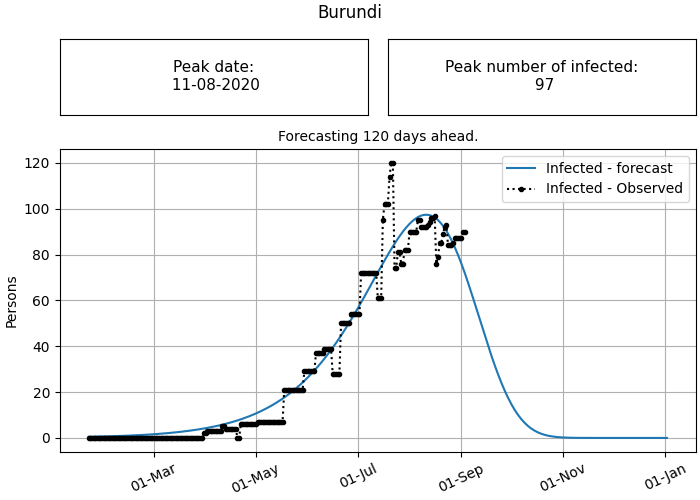 Burundi
Peak date:
11-08-2020
Peak number of infected:
97
Forecasting 120 days ahead.
Infected - forecast
Infected - Observed
Persons
120
100
80
60
40
20
0
01-Mar
01-May
01-Jul
01-Sep
01-Nov
01-Jan